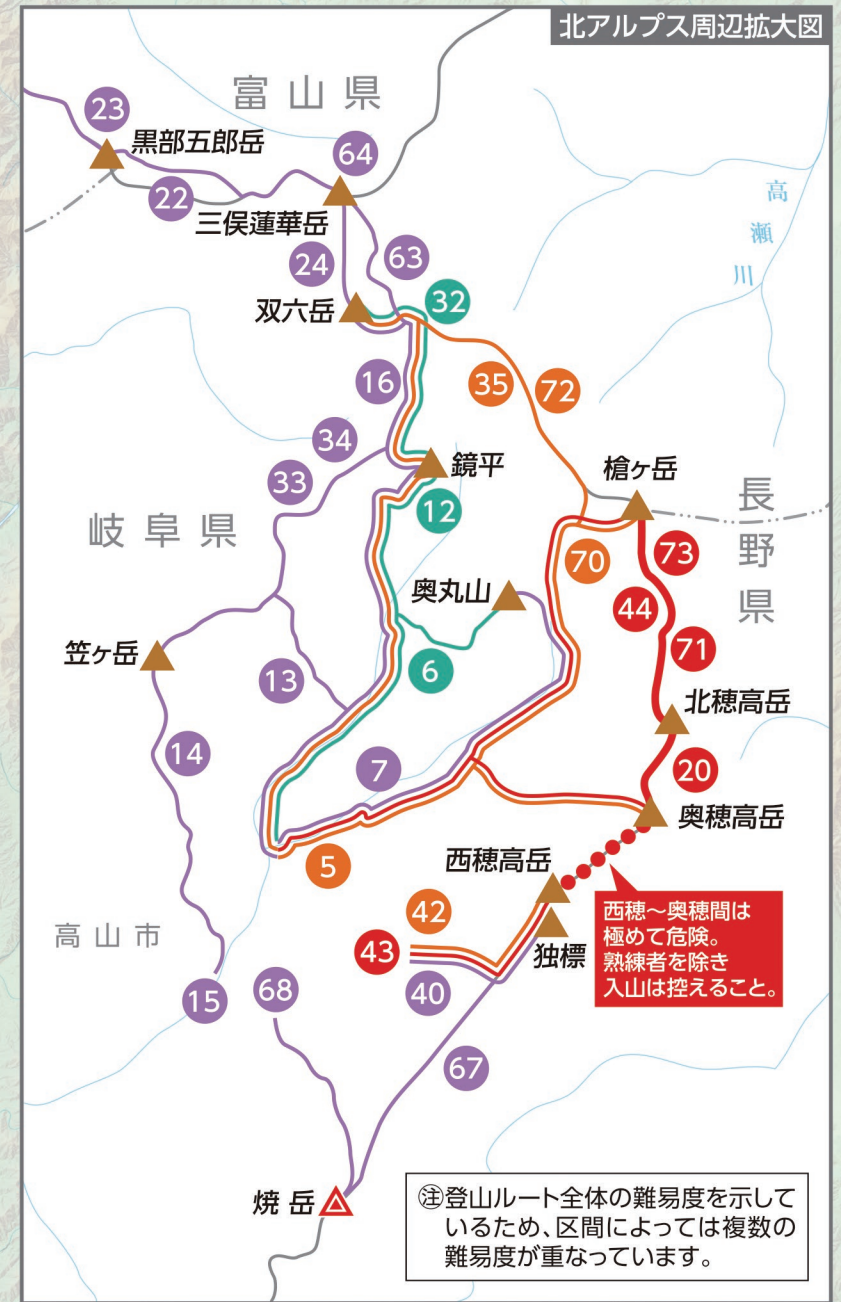 北アルプス周辺拡大図
富山県
23
黒部五郎岳
64
22
三俣蓮華岳
高瀬川
24
63
双六岳
32
16
35
72
34
鏡平
槍ヶ岳
33
長野県
岐阜県
12
70
73
奥丸山
44
笠ヶ岳
6
71
13
北穂高岳
14
7
20
奥穂高岳
5
西穂高岳
42
西穂～奥穂間は
極めて危険。
熟練者を除き
入山は控えること。
高山市
43
独標
40
15
68
67
焼岳
㊟登山ルート全体の難易度を示して
いるため、区間によっては複数の
難易度が重なっています。